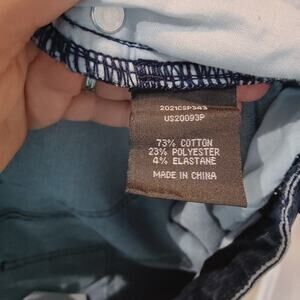 2021CSP343
US20093P
73% COTTON
23% POLYESTER
4% ELASTANE
MADE IN CHINA